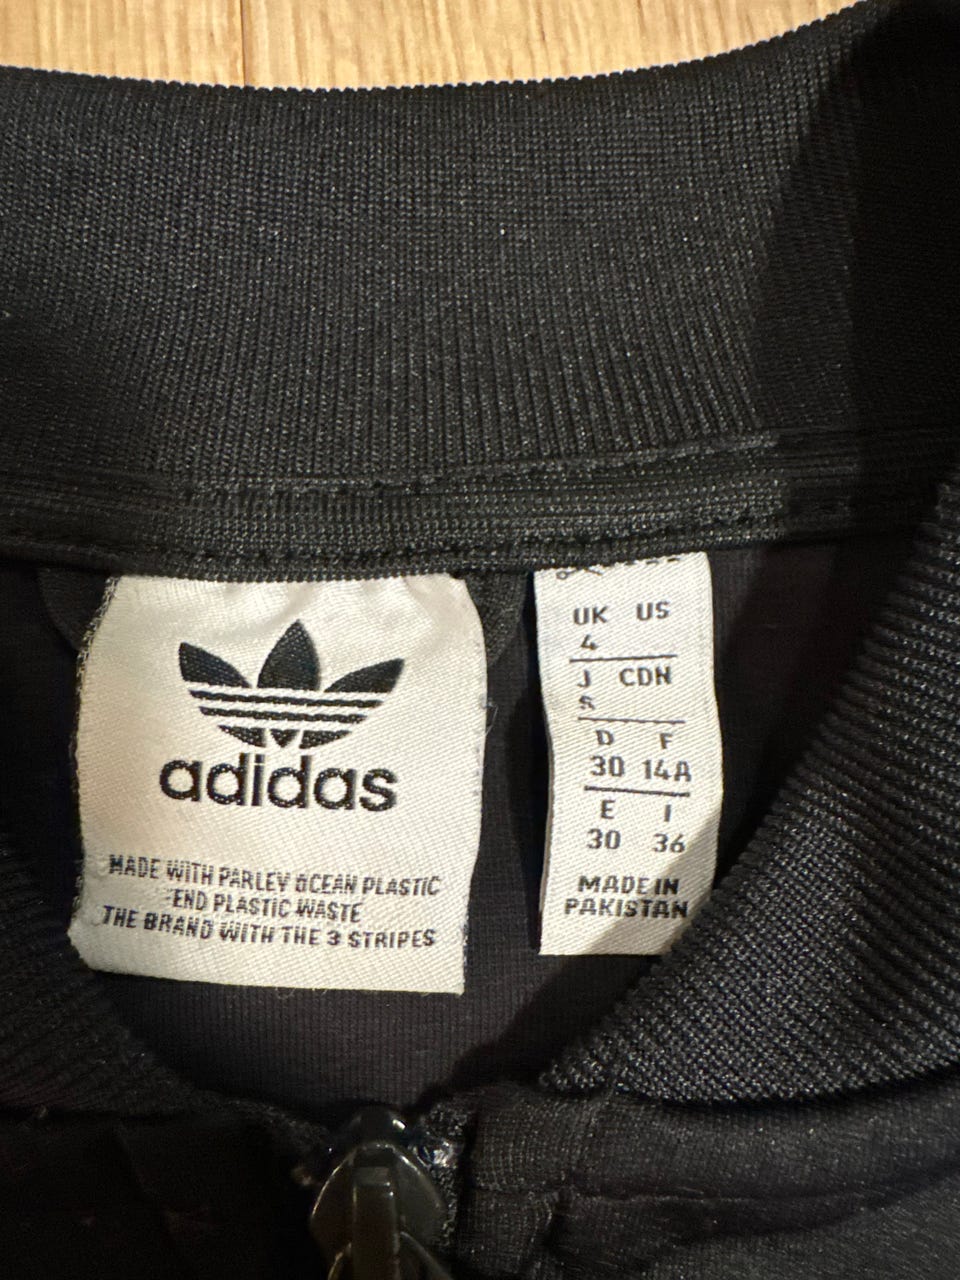 adidas
MADE WITH PARLEY OCEAN PLASTIC
END PLASTIC WASTE
THE BRAND WITH THE 3 STRIPES
UK US
4
J CDN
S
D F
30 14A
E I
30 36
MADE IN
PAKISTAN